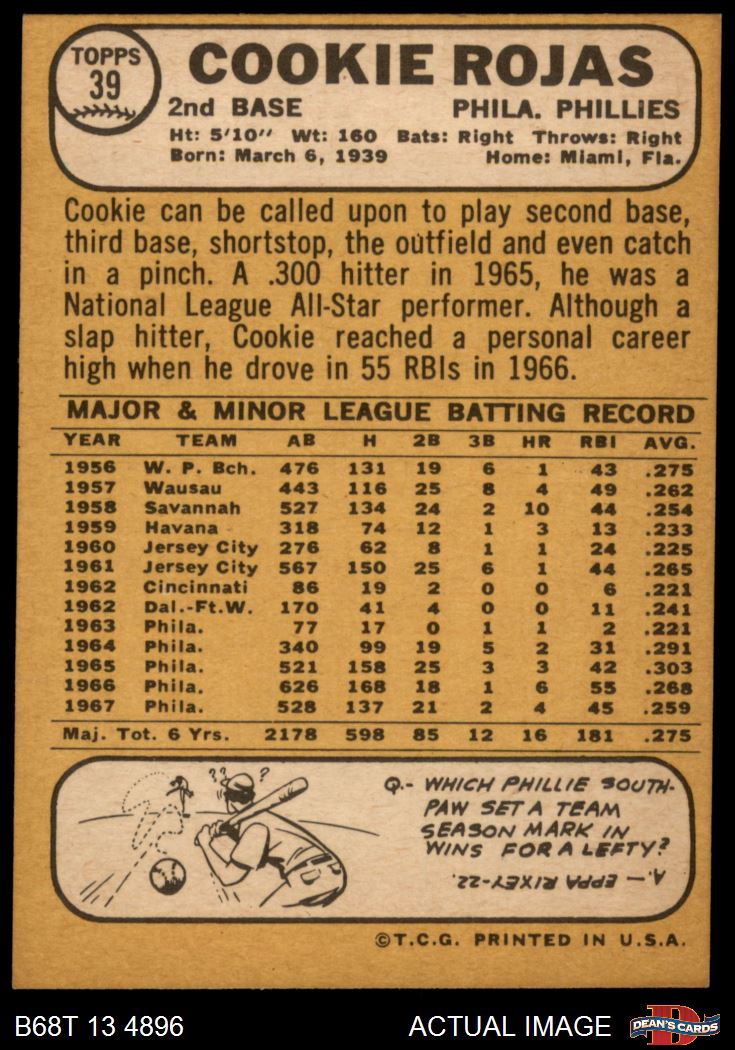 TOPPS
39
COOKIE ROJAS
2nd BASE PHILA. PHILLIES
Ht: 5'10" Wt: 160 Bats: Right Throws: Right
Born: March 6, 1939 Home: Miami, Fla.
Cookie can be called upon to play second base,
third base, shortstop, the outfield and even catch
in a pinch. A .300 hitter in 1965, he was a
National League All-Star performer. Although a
slap hitter, Cookie reached a personal career
high when he drove in 55 RBIs in 1966.
MAJOR & MINOR LEAGUE BATTING RECORD
YEAR TEAM AB H 2B 3B HR RBI AVG.
1956 W. P. Bch. 476 131 19 6 1 43 .275
1957 Wausau 443 116 25 8 4 49 .262
1958 Savannah 527 134 24 2 10 44 .254
1959 Havana 318 74 12 1 3 13 .233
1960 Jersey City 276 62 8 1 1 24 .225
1961 Jersey City 567 150 25 6 1 44 .265
1962 Cincinnati 86 19 2 0 0 6 .221
1962 Dal.-Ft.W. 170 41 4 0 0 11 .241
1963 Phila. 77 17 0 1 1 2 .221
1964 Phila. 340 99 19 5 2 31 .291
1965 Phila. 521 158 25 3 3 42 .303
1966 Phila. 626 168 18 1 6 55 .268
1967 Phila. 528 137 21 2 4 45 .259
Maj. Tot. 6 Yrs. 2178 598 85 12 16 181 .275
?? ?
Q.- WHICH PHILLIE SOUTH-
PAW SET A TEAM
SEASON MARK IN
WINS FOR A LEFTY?
A.- EPPA RIXEY-22.
©T.C.G. PRINTED IN U.S.A.
B68T 13 4896 ACTUAL IMAGE DEAN'S CARDS